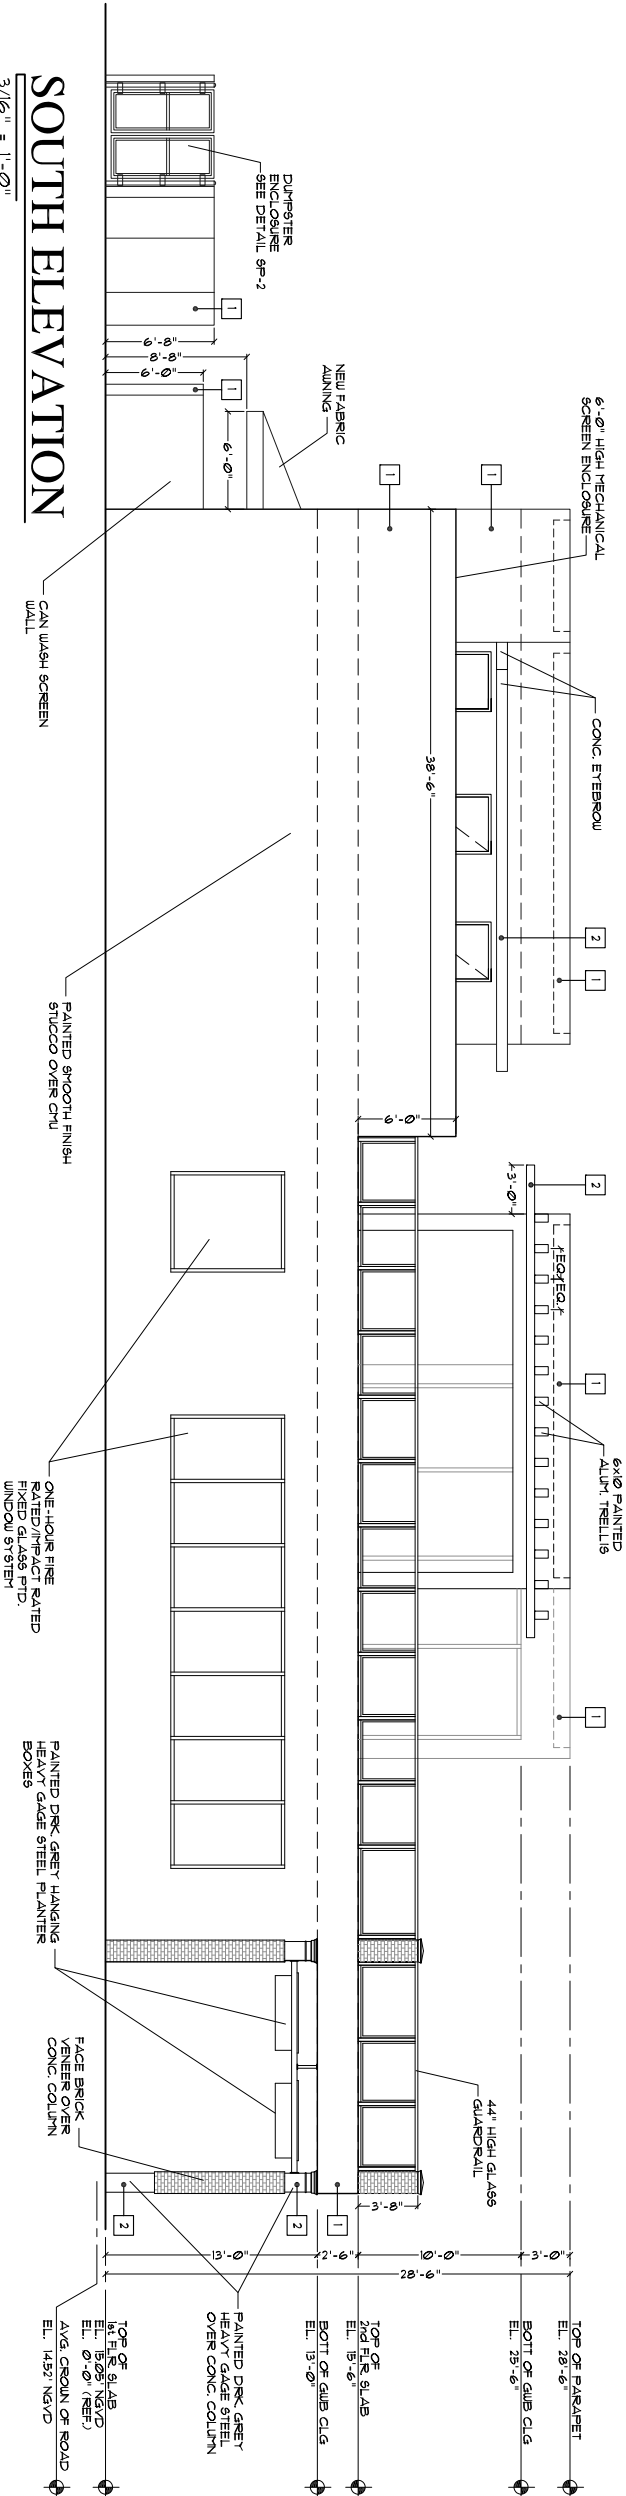 6'-0" HIGH MECHANICAL
SCREEN ENCLOSURE
CONC. EYEBROW
2
1
2
1
6x10 PAINTED
ALUM. TRELLIS
1
3'-0"
EQ.
EQ.
NEW FABRIC
AWNING
1
1
DUMPSTER
ENCLOSURE
SEE DETAIL SP-2
1
1
6'-8"
8'-8"
6'-0"
6'-0"
38'-6"
6'-0"
44" HIGH GLASS
GUARDRAIL
3'-8"
1
2
2
13'-0"
2'-6"
10'-0"
3'-0"
28'-6"
TOP OF PARAPET
EL. 28'-6"
BOTT OF GWB CLG
EL. 25'-6"
TOP OF
2nd FLR SLAB
EL. 15'-6"
BOTT OF GWB CLG
EL. 13'-0"
TOP OF
1st FLR SLAB
EL. 15.05' NGVD
EL. 0'-0" (REF.)
AVG. CROWN OF ROAD
EL. 14.52' NGVD
CAN WASH SCREEN
WALL
PAINTED SMOOTH FINISH
STUCCO OVER CMU
ONE-HOUR FIRE
RATED/IMPACT RATED
FIXED GLASS PTD.
WINDOW SYSTEM
PAINTED DRK. GREY HANGING
HEAVY GAGE STEEL PLANTER
BOXES
FACE BRICK
VENEER OVER
CONC. COLUMN
PAINTED DRK. GREY
HEAVY GAGE STEEL
OVER CONC. COLUMN
SOUTH ELEVATION
3/16" = 1'-0"